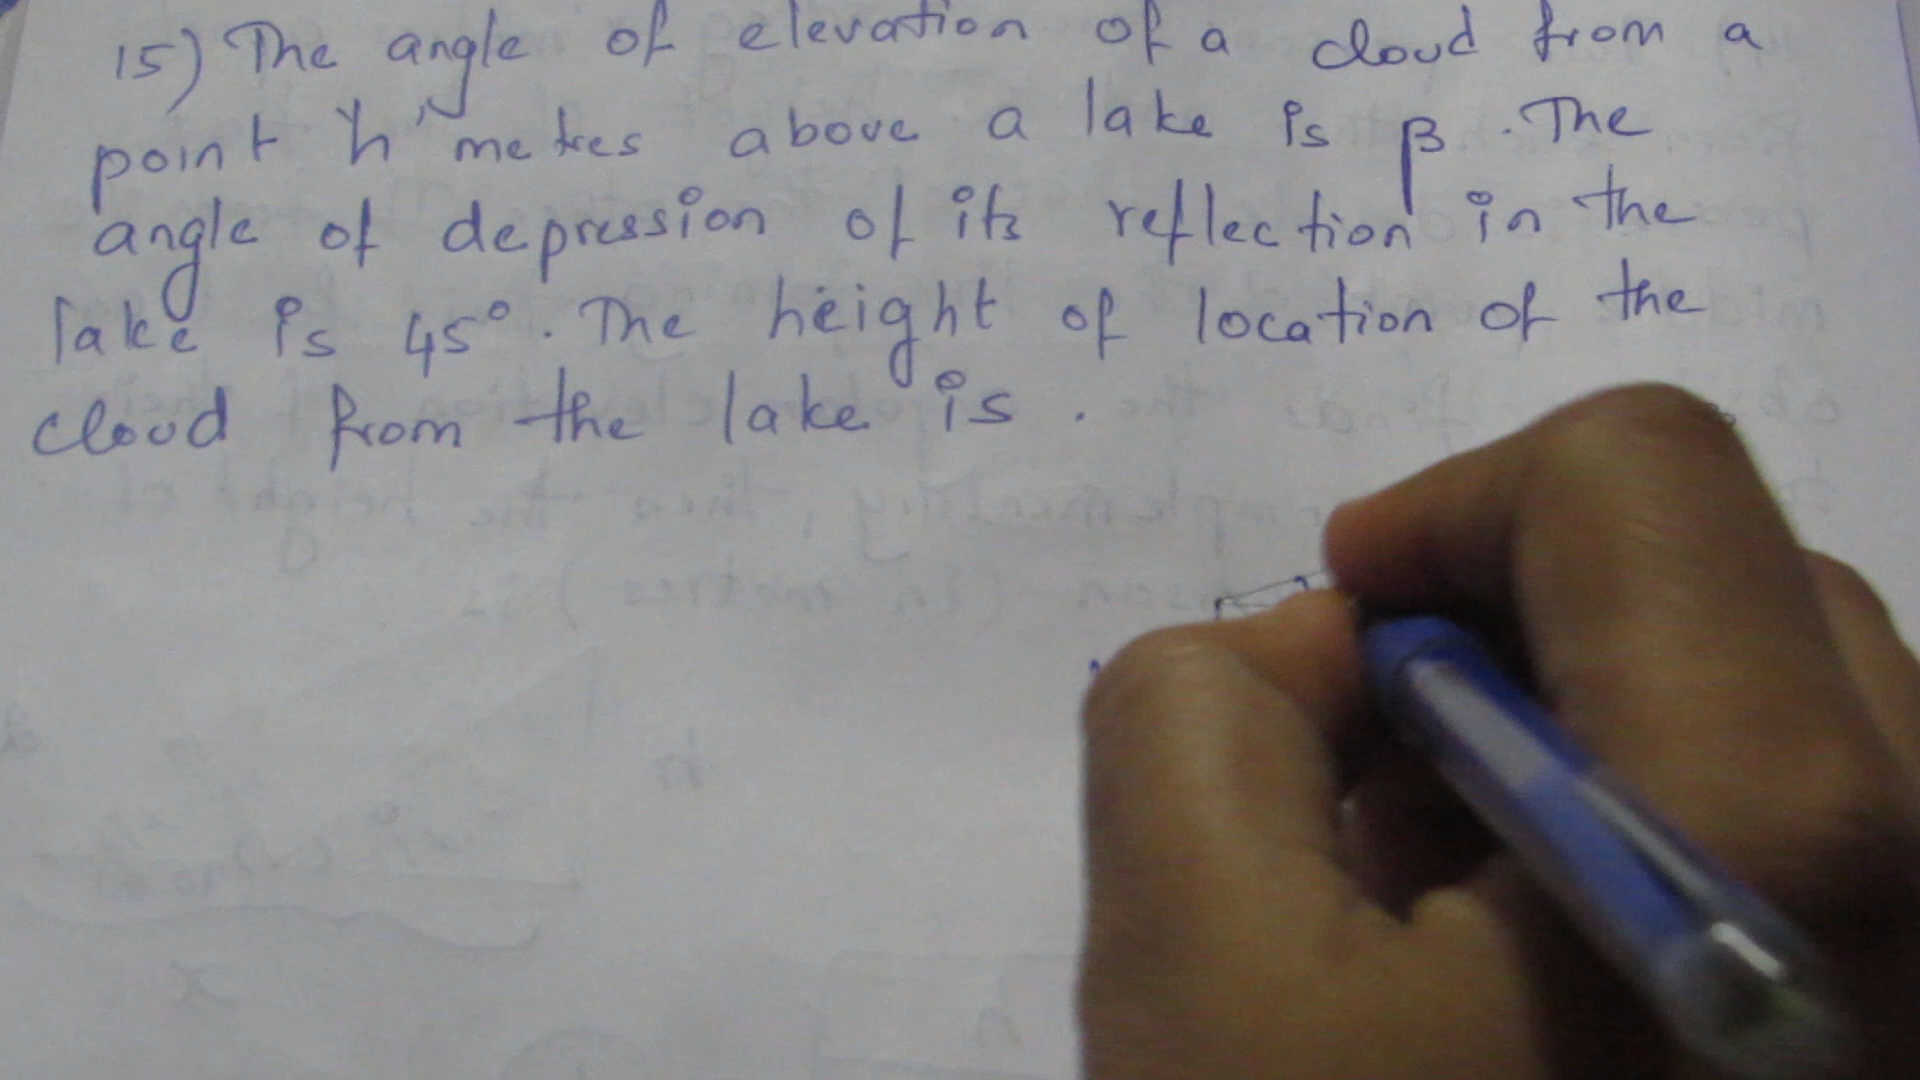 15) The angle of elevation of a cloud from a
point 'h' metres above a lake is β. The
angle of depression of its reflection in the
lake is 45°. The height of location of the
cloud from the lake is.